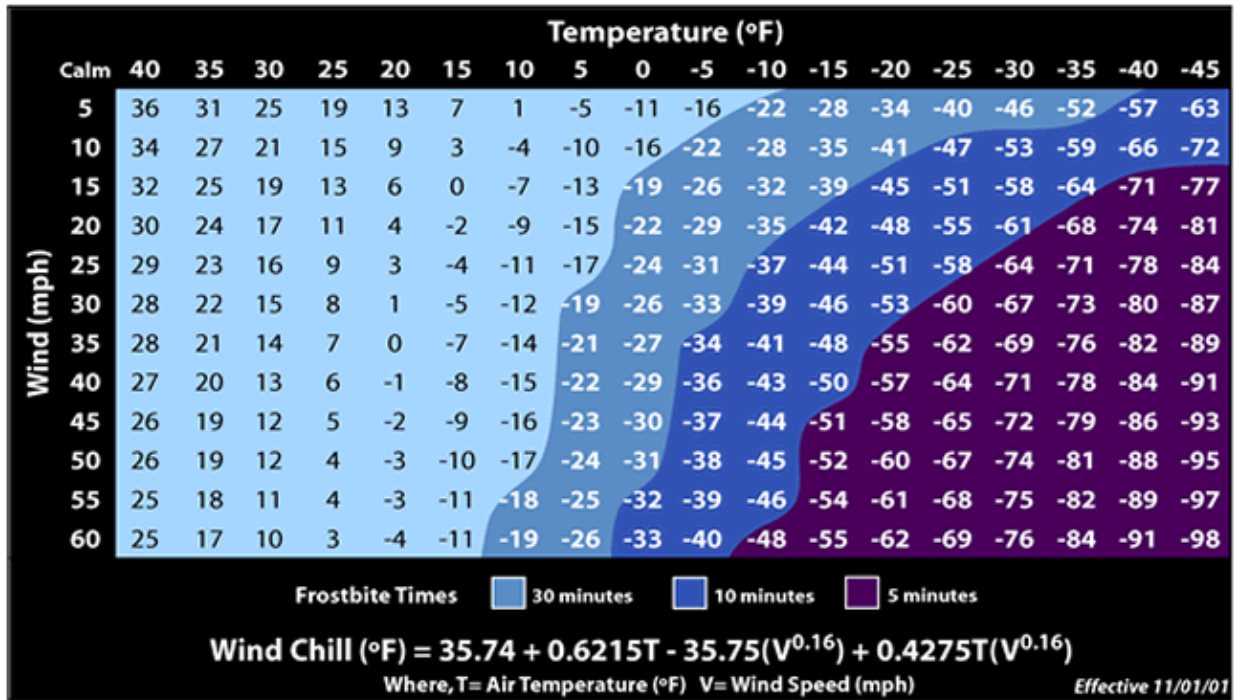 Temperature (ºF)
Calm 40 35 30 25 20 15 10 5 0 -5 -10 -15 -20 -25 -30 -35 -40 -45
5 36 31 25 19 13 7 1 -5 -11 -16 -22 -28 -34 -40 -46 -52 -57 -63
10 34 27 21 15 9 3 -4 -10 -16 -22 -28 -35 -41 -47 -53 -59 -66 -72
15 32 25 19 13 6 0 -7 -13 -19 -26 -32 -39 -45 -51 -58 -64 -71 -77
20 30 24 17 11 4 -2 -9 -15 -22 -29 -35 -42 -48 -55 -61 -68 -74 -81
25 29 23 16 9 3 -4 -11 -17 -24 -31 -37 -44 -51 -58 -64 -71 -78 -84
30 28 22 15 8 1 -5 -12 -19 -26 -33 -39 -46 -53 -60 -67 -73 -80 -87
35 28 21 14 7 0 -7 -14 -21 -27 -34 -41 -48 -55 -62 -69 -76 -82 -89
40 27 20 13 6 -1 -8 -15 -22 -29 -36 -43 -50 -57 -64 -71 -78 -84 -91
45 26 19 12 5 -2 -9 -16 -23 -30 -37 -44 -51 -58 -65 -72 -79 -86 -93
50 26 19 12 4 -3 -10 -17 -24 -31 -38 -45 -52 -60 -67 -74 -81 -88 -95
55 25 18 11 4 -3 -11 -18 -25 -32 -39 -46 -54 -61 -68 -75 -82 -89 -97
60 25 17 10 3 -4 -11 -19 -26 -33 -40 -48 -55 -62 -69 -76 -84 -91 -98
Wind (mph)
Frostbite Times 30 minutes 10 minutes 5 minutes
Wind Chill (ºF) = 35.74 + 0.6215T - 35.75(V0.16) + 0.4275T(V0.16)
Where, T= Air Temperature (ºF) V= Wind Speed (mph) Effective 11/01/01